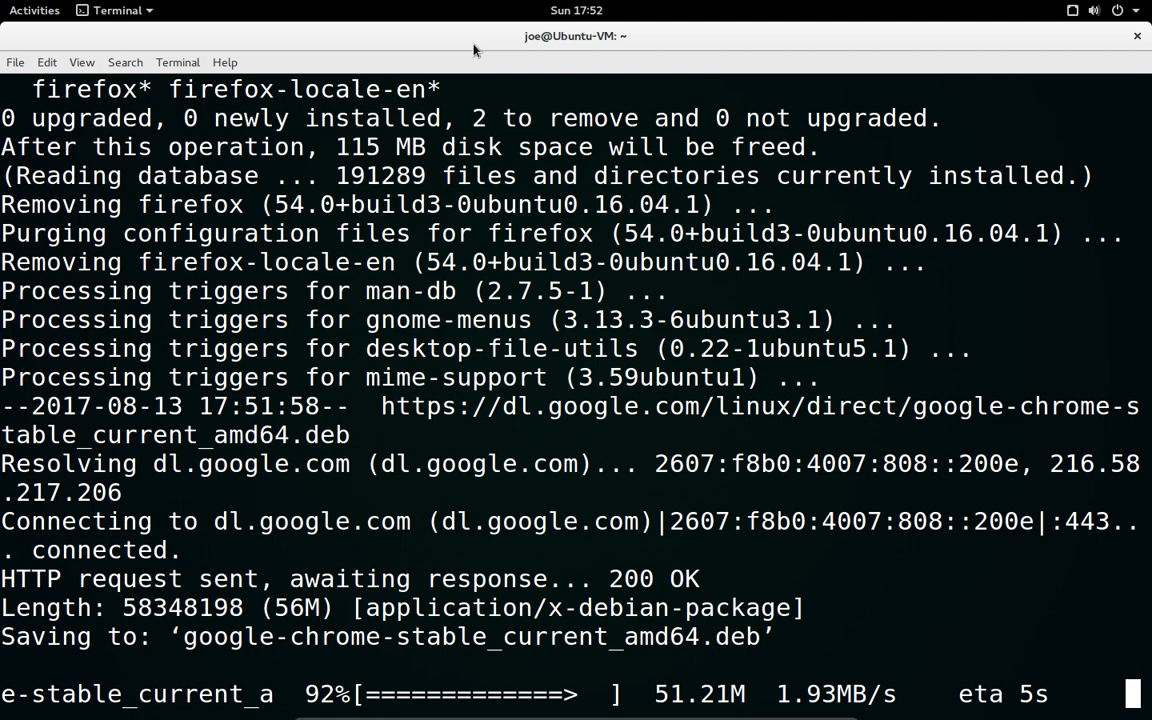 Activities Terminal Sun 17:52
joe@Ubuntu-VM: ~
File Edit View Search Terminal Help
  firefox* firefox-locale-en*
0 upgraded, 0 newly installed, 2 to remove and 0 not upgraded.
After this operation, 115 MB disk space will be freed.
(Reading database ... 191289 files and directories currently installed.)
Removing firefox (54.0+build3-0ubuntu0.16.04.1) ...
Purging configuration files for firefox (54.0+build3-0ubuntu0.16.04.1) ...
Removing firefox-locale-en (54.0+build3-0ubuntu0.16.04.1) ...
Processing triggers for man-db (2.7.5-1) ...
Processing triggers for gnome-menus (3.13.3-6ubuntu3.1) ...
Processing triggers for desktop-file-utils (0.22-1ubuntu5.1) ...
Processing triggers for mime-support (3.59ubuntu1) ...
--2017-08-13 17:51:58--  https://dl.google.com/linux/direct/google-chrome-s
table_current_amd64.deb
Resolving dl.google.com (dl.google.com)... 2607:f8b0:4007:808::200e, 216.58
.217.206
Connecting to dl.google.com (dl.google.com)|2607:f8b0:4007:808::200e|:443..
. connected.
HTTP request sent, awaiting response... 200 OK
Length: 58348198 (56M) [application/x-debian-package]
Saving to: ‘google-chrome-stable_current_amd64.deb’
e-stable_current_a  92%[=============>  ]  51.21M  1.93MB/s    eta 5s